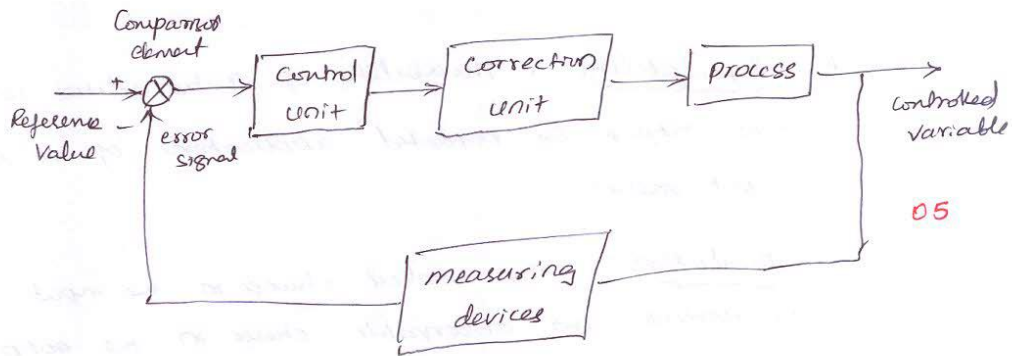 Comparison
element
control
unit
correction
unit
process
+
Reference
Value
-
error
signal
controlled
variable
05
measuring
devices